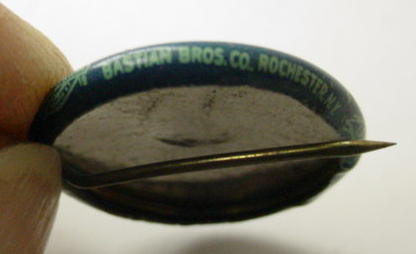 BASTIAN BROS. CO. ROCHESTER, N.Y.